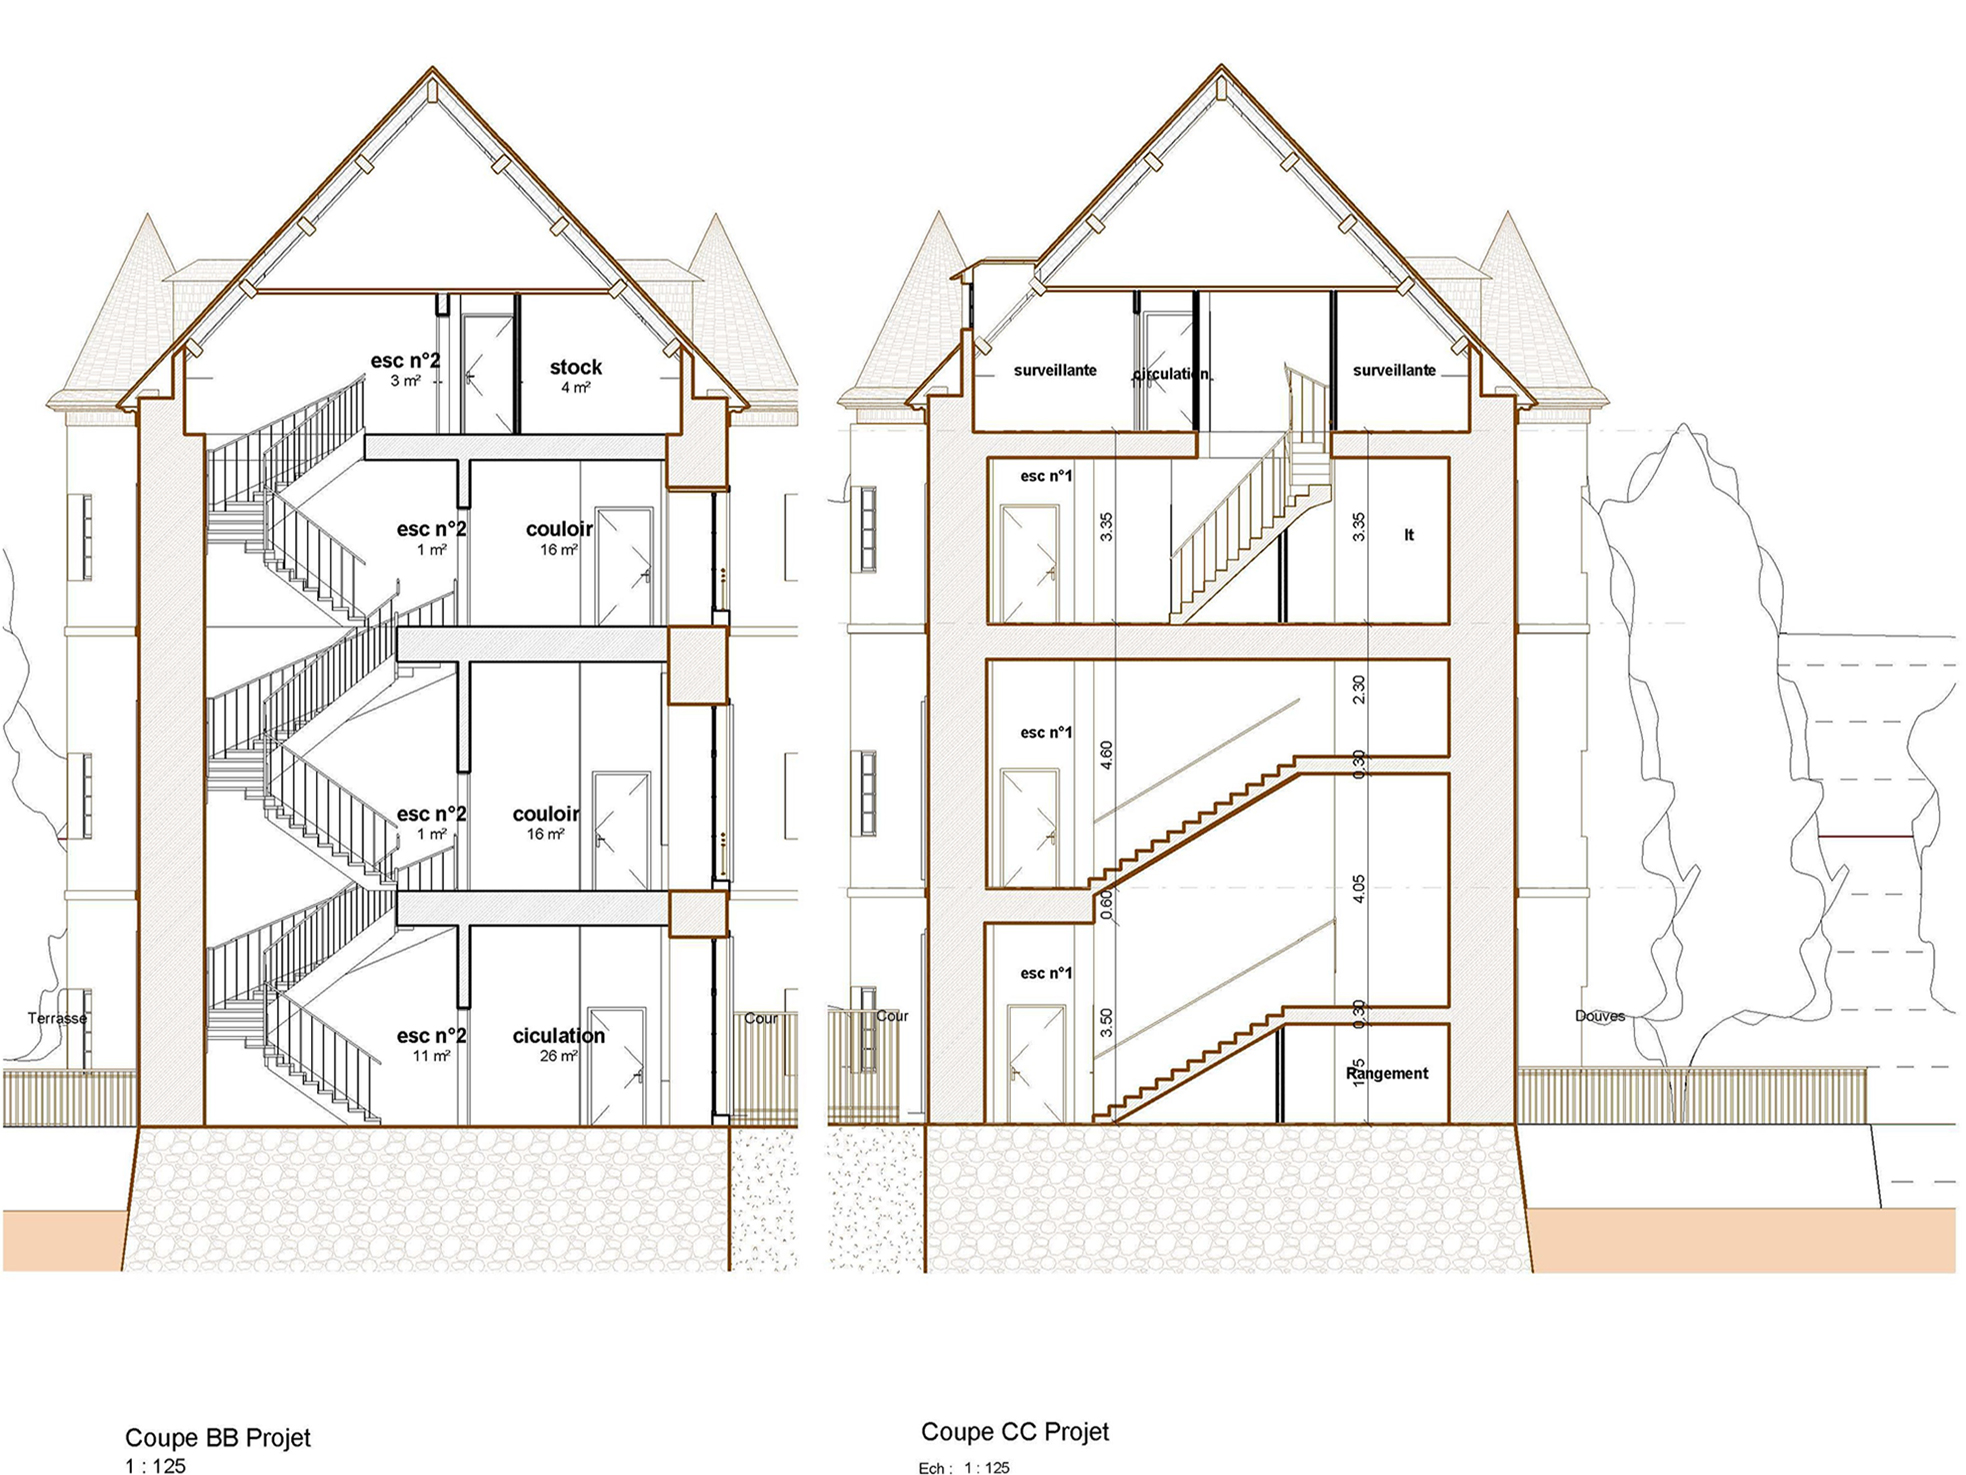 esc n°2
3 m²
stock
4 m²
esc n°2
1 m²
couloir
16 m²
esc n°2
1 m²
couloir
16 m²
Terrasse
esc n°2
11 m²
ciculation
26 m²
Cour
Coupe BB Projet
1 : 125
surveillante
circulation
surveillante
esc n°1
3.35
3.35
lt
esc n°1
2.30
4.60
0.30
4.05
0.60
esc n°1
Cour
3.50
0.30
Douves
Rangement
Coupe CC Projet
Ech : 1 : 125